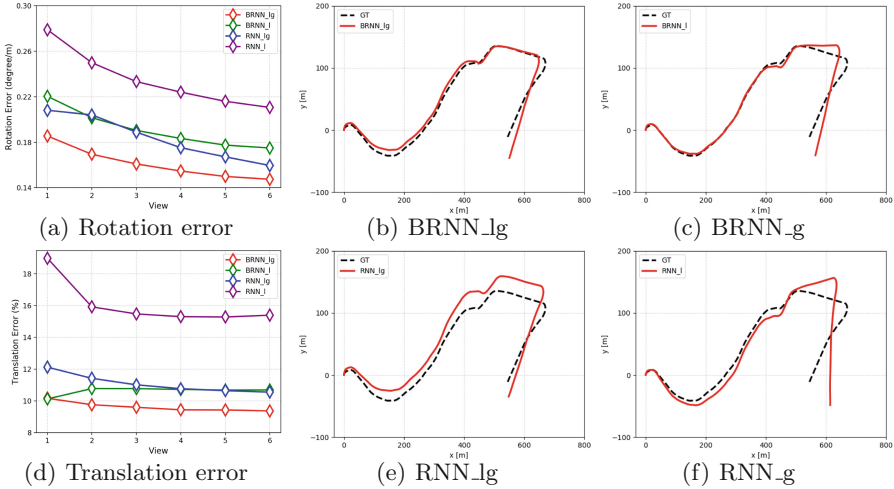 0.30
0.26
0.22
0.18
0.14
Rotation Error (degree/m)
BRNN_lg
BRNN_l
RNN_lg
RNN_l
1 2 3 4 5 6
View
(a) Rotation error
y [m]
100
0
−100
GT
BRNN_lg
0 200 400 600 800
x [m]
(b) BRNN_lg
y [m]
100
0
−100
GT
BRNN_l
0 200 400 600 800
x [m]
(c) BRNN_g
18
16
14
12
10
8
Translation Error (%)
BRNN_lg
BRNN_l
RNN_lg
RNN_l
1 2 3 4 5 6
View
(d) Translation error
200
y [m]
100
0
−100
GT
RNN_lg
0 200 400 600 800
x [m]
(e) RNN_lg
200
y [m]
100
0
−100
GT
RNN_l
0 200 400 600 800
x [m]
(f) RNN_g